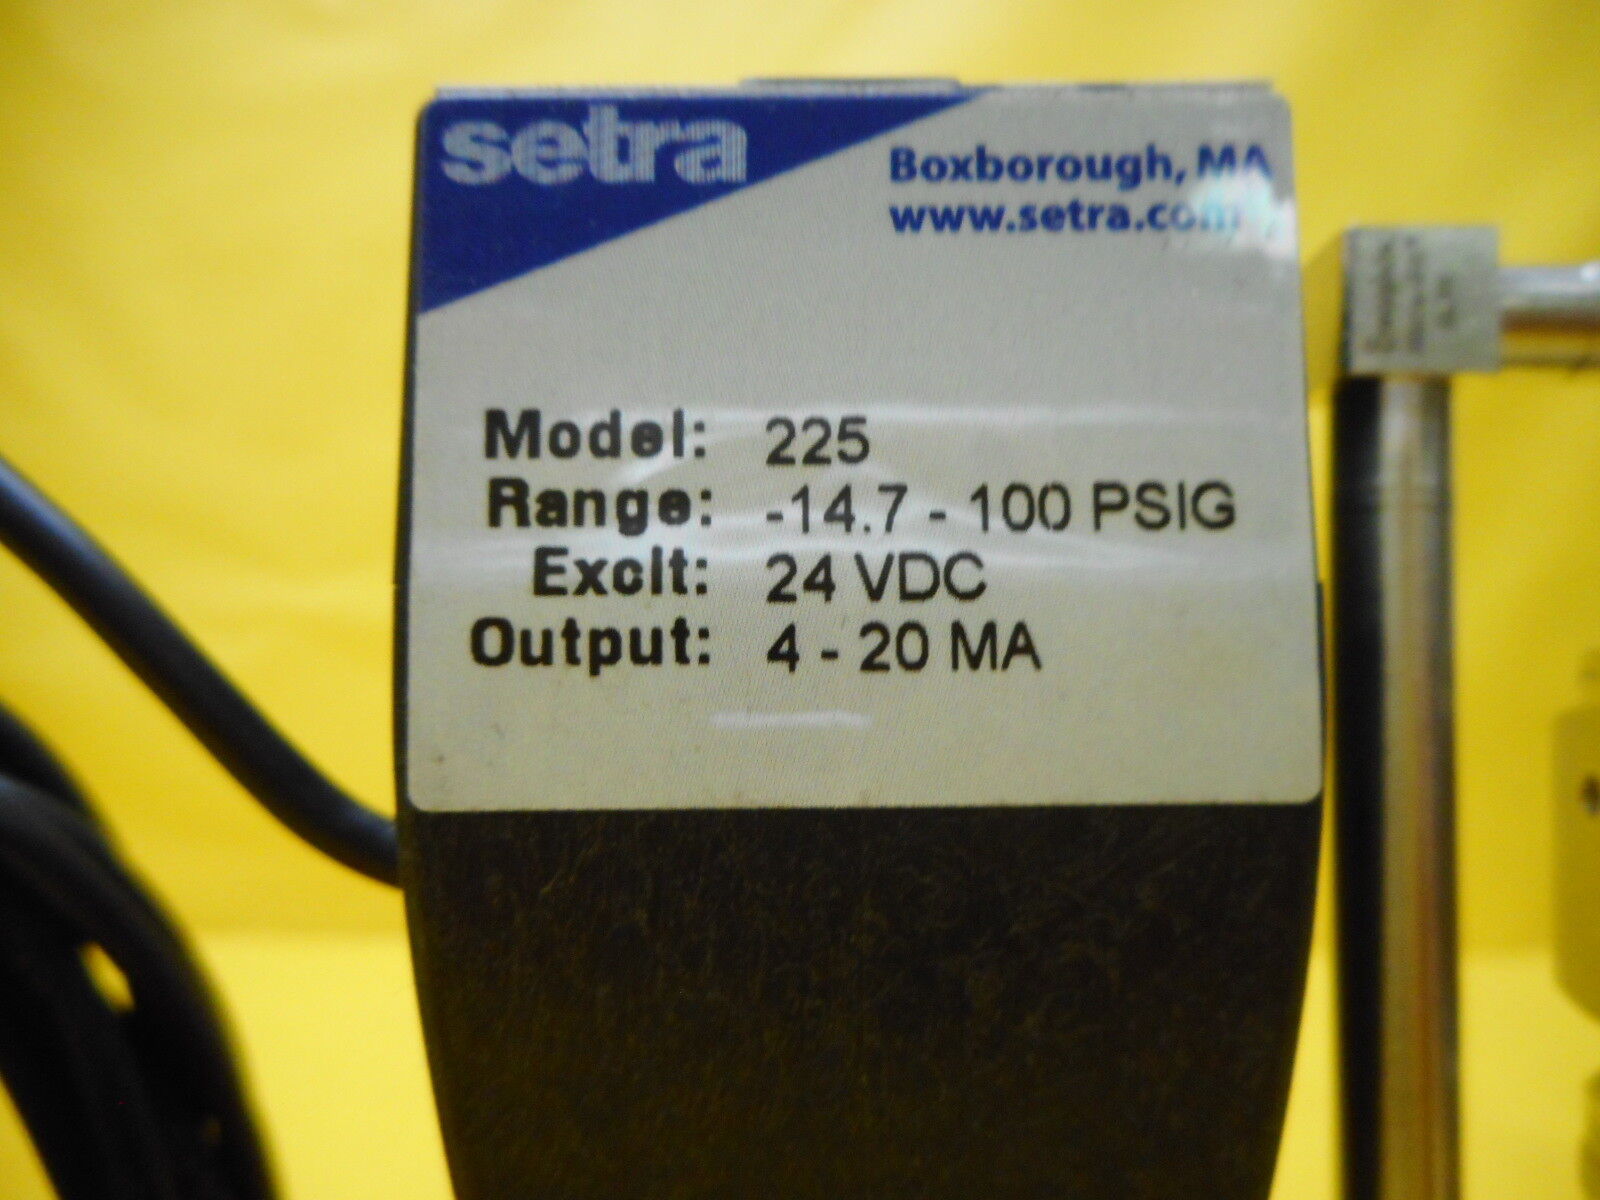 setra
Boxborough, MA
www.setra.com
Model: 225
Range: -14.7 - 100 PSIG
Excit: 24 VDC
Output: 4 - 20 MA